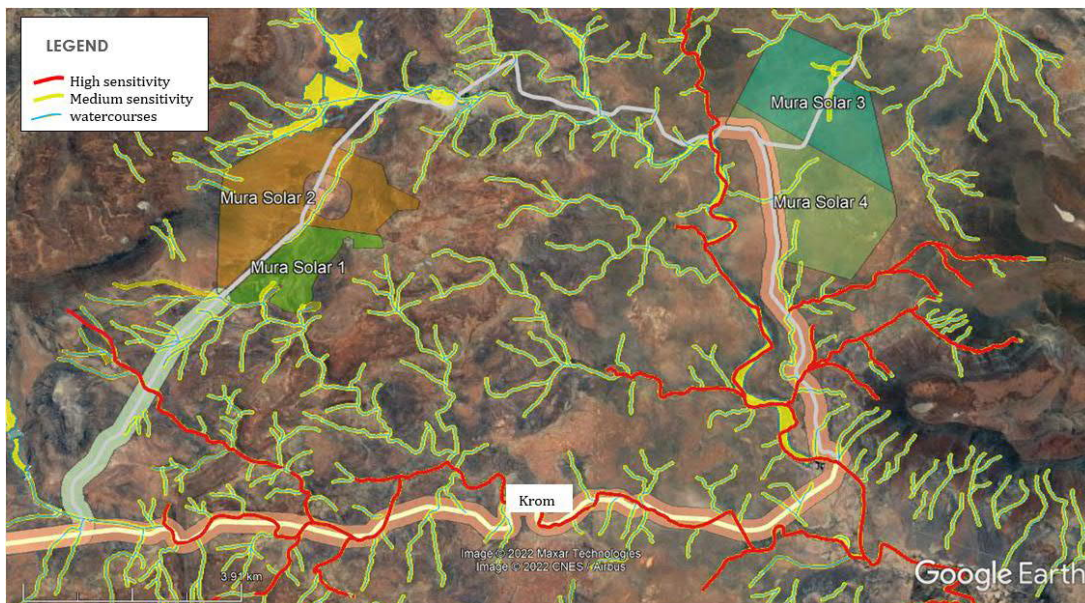 LEGEND
High sensitivity
Medium sensitivity
watercourses
Mura Solar 3
Mura Solar 2
Mura Solar 4
Mura Solar 1
Krom
Image © 2022 Maxar Technologies
Image © 2022 CNES / Airbus
3.91 km
Google Earth